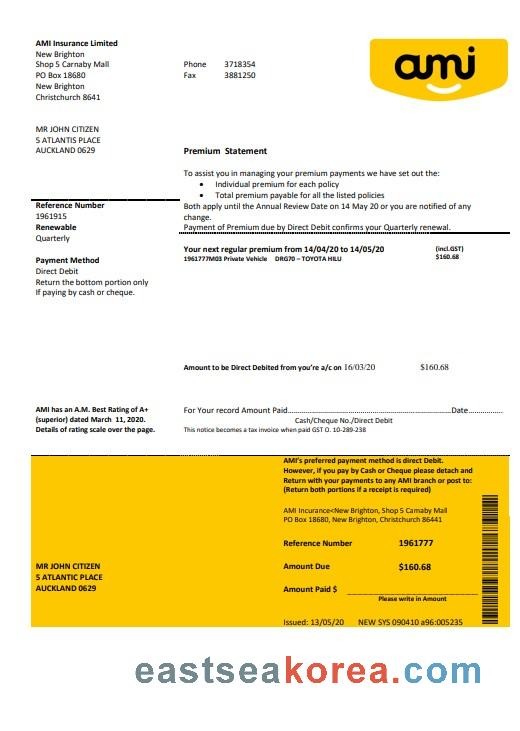 AMI Insurance Limited
New Brighton
Shop 5 Carnaby Mall
PO Box 18680
New Brighton
Christchurch 8641
Phone 3718354
Fax 3881250
ami
MR JOHN CITIZEN
5 ATLANTIS PLACE
AUCKLAND 0629
Premium Statement
To assist you in managing your premium payments we have set out the:
• Individual premium for each policy
• Total premium payable for all the listed policies
Both apply until the Annual Review Date on 14 May 20 or you are notified of any
change.
Payment of Premium due by Direct Debit confirms your Quarterly renewal.
Reference Number
1961915
Renewable
Quarterly
Payment Method
Direct Debit
Return the bottom portion only
If paying by cash or cheque.
Your next regular premium from 14/04/20 to 14/05/20 (incl.GST)
1961777M03 Private Vehicle DRG70 – TOYOTA HILU $160.68
Amount to be Direct Debited from you're a/c on 16/03/20 $160.68
AMI has an A.M. Best Rating of A+
(superior) dated March 11, 2020.
Details of rating scale over the page.
For Your record Amount Paid..............................Date..............
Cash/Cheque No./Direct Debit
This notice becomes a tax invoice when paid GST O. 10-289-238
AMI's preferred payment method is direct Debit.
However, if you pay by Cash or Cheque please detach and
Return with your payments to any AMI branch or post to:
(Return both portions if a receipt is required)
AMI Insurance<New Brighton, Shop 5 Carnaby Mall
PO Box 18680, New Brighton, Christchurch 86441
Reference Number 1961777
MR JOHN CITIZEN
5 ATLANTIC PLACE
AUCKLAND 0629
Amount Due $160.68
Amount Paid $
Please write in Amount
Issued: 13/05/20 NEW SYS 090410 a96:005235
eastseakorea.com